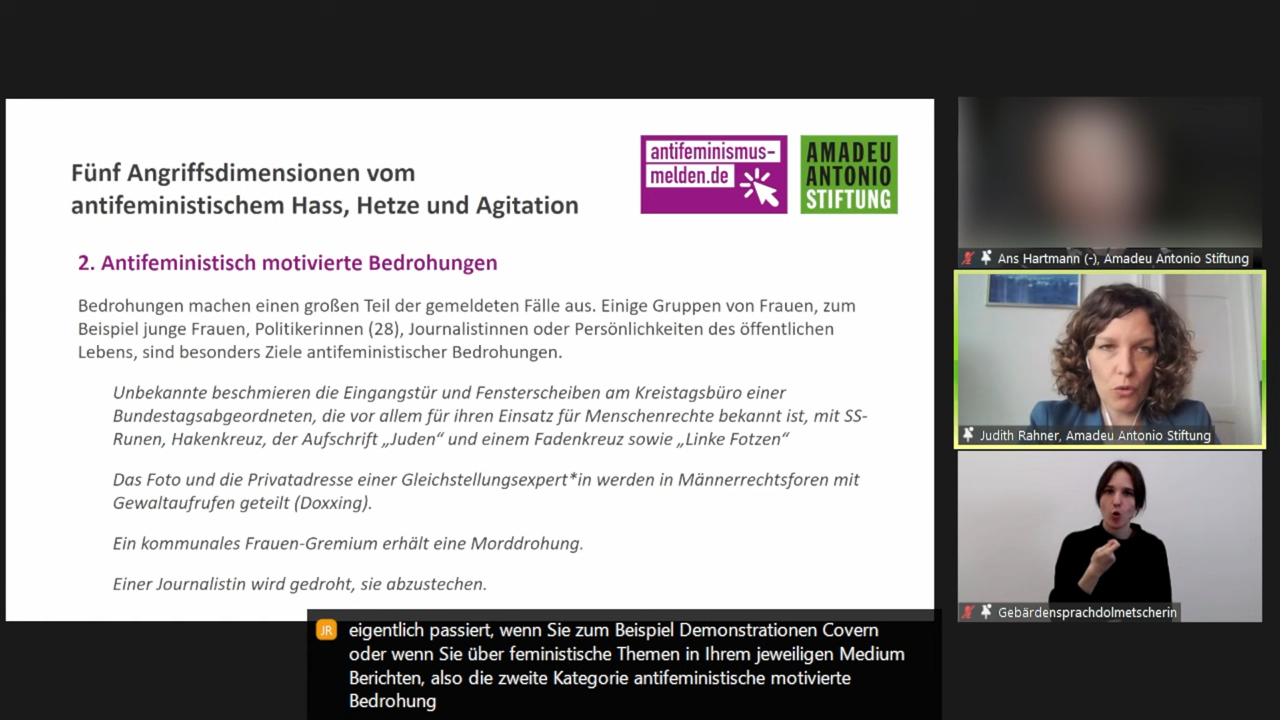 Fünf Angriffsdimensionen vom
antifeministischem Hass, Hetze und Agitation
antifeminismus-
melden.de
AMADEU
ANTONIO
STIFTUNG
2. Antifeministisch motivierte Bedrohungen
Bedrohungen machen einen großen Teil der gemeldeten Fälle aus. Einige Gruppen von Frauen, zum
Beispiel junge Frauen, Politikerinnen (28), Journalistinnen oder Persönlichkeiten des öffentlichen
Lebens, sind besonders Ziele antifeministischer Bedrohungen.
Unbekannte beschmieren die Eingangstür und Fensterscheiben am Kreistagsbüro einer
Bundestagsabgeordneten, die vor allem für ihren Einsatz für Menschenrechte bekannt ist, mit SS-
Runen, Hakenkreuz, der Aufschrift „Juden“ und einem Fadenkreuz sowie „Linke Fotzen“
Das Foto und die Privatadresse einer Gleichstellungsexpert*in werden in Männerrechtsforen mit
Gewaltaufrufen geteilt (Doxxing).
Ein kommunales Frauen-Gremium erhält eine Morddrohung.
Einer Journalistin wird gedroht, sie abzustechen.
JR
eigentlich passiert, wenn Sie zum Beispiel Demonstrationen Covern
oder wenn Sie über feministische Themen in Ihrem jeweiligen Medium
Berichten, also die zweite Kategorie antifeministische motivierte
Bedrohung
Ans Hartmann (-), Amadeu Antonio Stiftung
Judith Rahner, Amadeu Antonio Stiftung
Gebärdensprachdolmetscherin